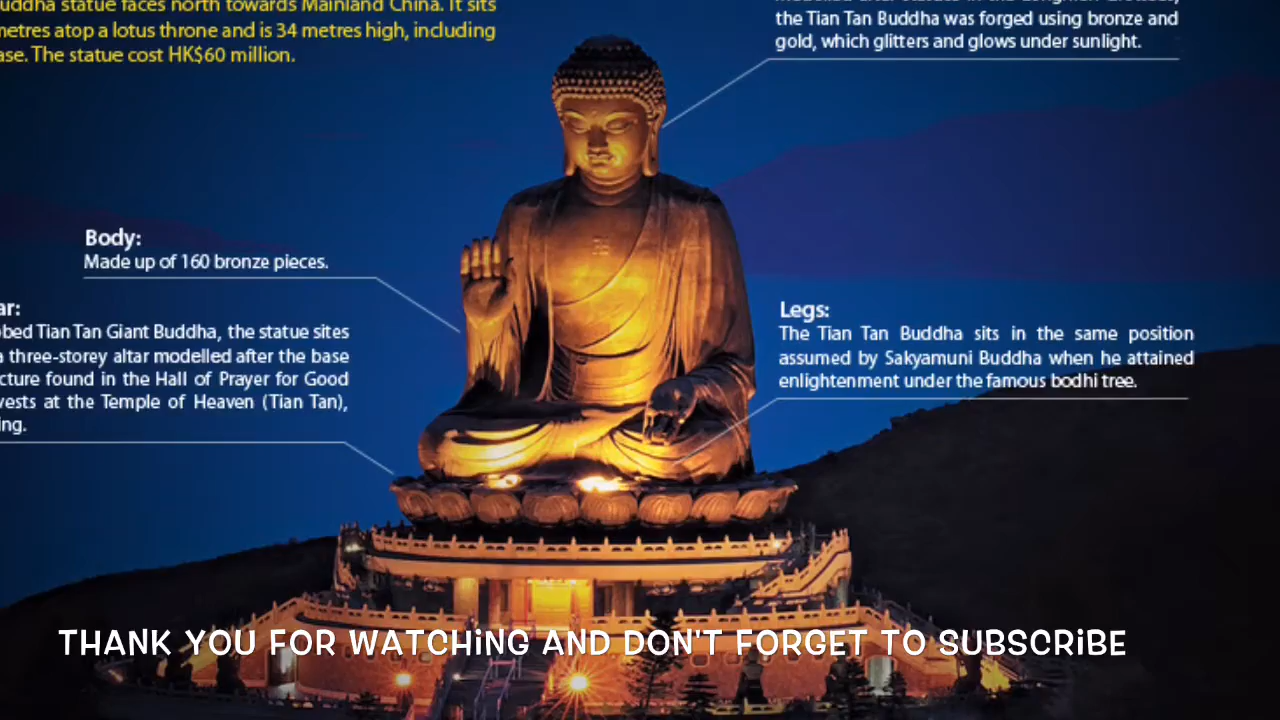 uddha statue faces north towards Mainland China. It sits
metres atop a lotus throne and is 34 metres high, including
ase. The statue cost HK$60 million.
the Tian Tan Buddha was forged using bronze and
gold, which glitters and glows under sunlight.
Body:
Made up of 160 bronze pieces.
ar:
bed Tian Tan Giant Buddha, the statue sites
a three-storey altar modelled after the base
cture found in the Hall of Prayer for Good
vests at the Temple of Heaven (Tian Tan),
ing.
Legs:
The Tian Tan Buddha sits in the same position
assumed by Sakyamuni Buddha when he attained
enlightenment under the famous bodhi tree.
THANK YOU FOR WATCHiNG AND DON'T FORGET TO SUBSCRiBE